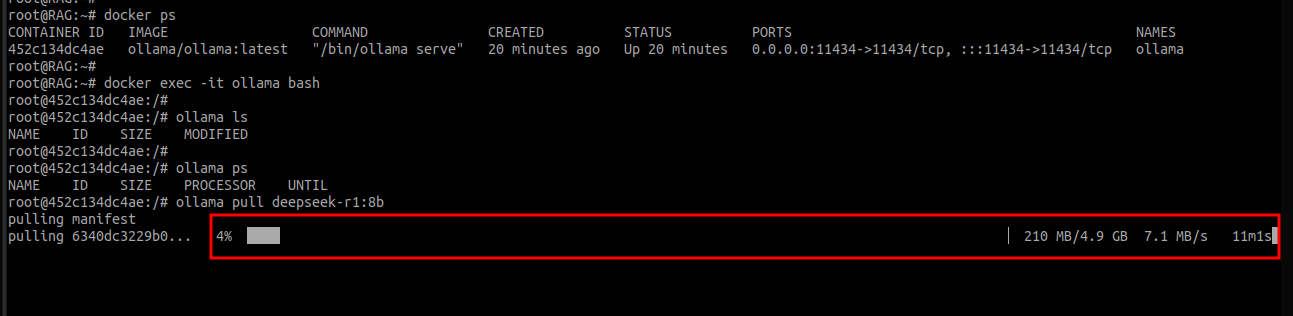 root@RAG:~#
root@RAG:~# docker ps
CONTAINER ID   IMAGE                  COMMAND               CREATED          STATUS          PORTS                                           NAMES
452c134dc4ae   ollama/ollama:latest   "/bin/ollama serve"   20 minutes ago   Up 20 minutes   0.0.0.0:11434->11434/tcp, :::11434->11434/tcp   ollama
root@RAG:~#
root@RAG:~# docker exec -it ollama bash
root@452c134dc4ae:/#
root@452c134dc4ae:/# ollama ls
NAME    ID    SIZE    MODIFIED
root@452c134dc4ae:/#
root@452c134dc4ae:/# ollama ps
NAME    ID    SIZE    PROCESSOR    UNTIL
root@452c134dc4ae:/# ollama pull deepseek-r1:8b
pulling manifest
pulling 6340dc3229b0...   4%   210 MB/4.9 GB  7.1 MB/s   11m1s